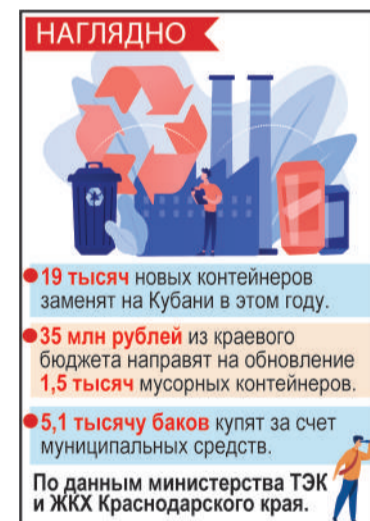 НАГЛЯДНО
19 тысяч новых контейнеров
заменят на Кубани в этом году.
35 млн рублей из краевого
бюджета направят на обновление
1,5 тысяч мусорных контейнеров.
5,1 тысячу баков купят за счет
муниципальных средств.
По данным министерства ТЭК
и ЖКХ Краснодарского края.